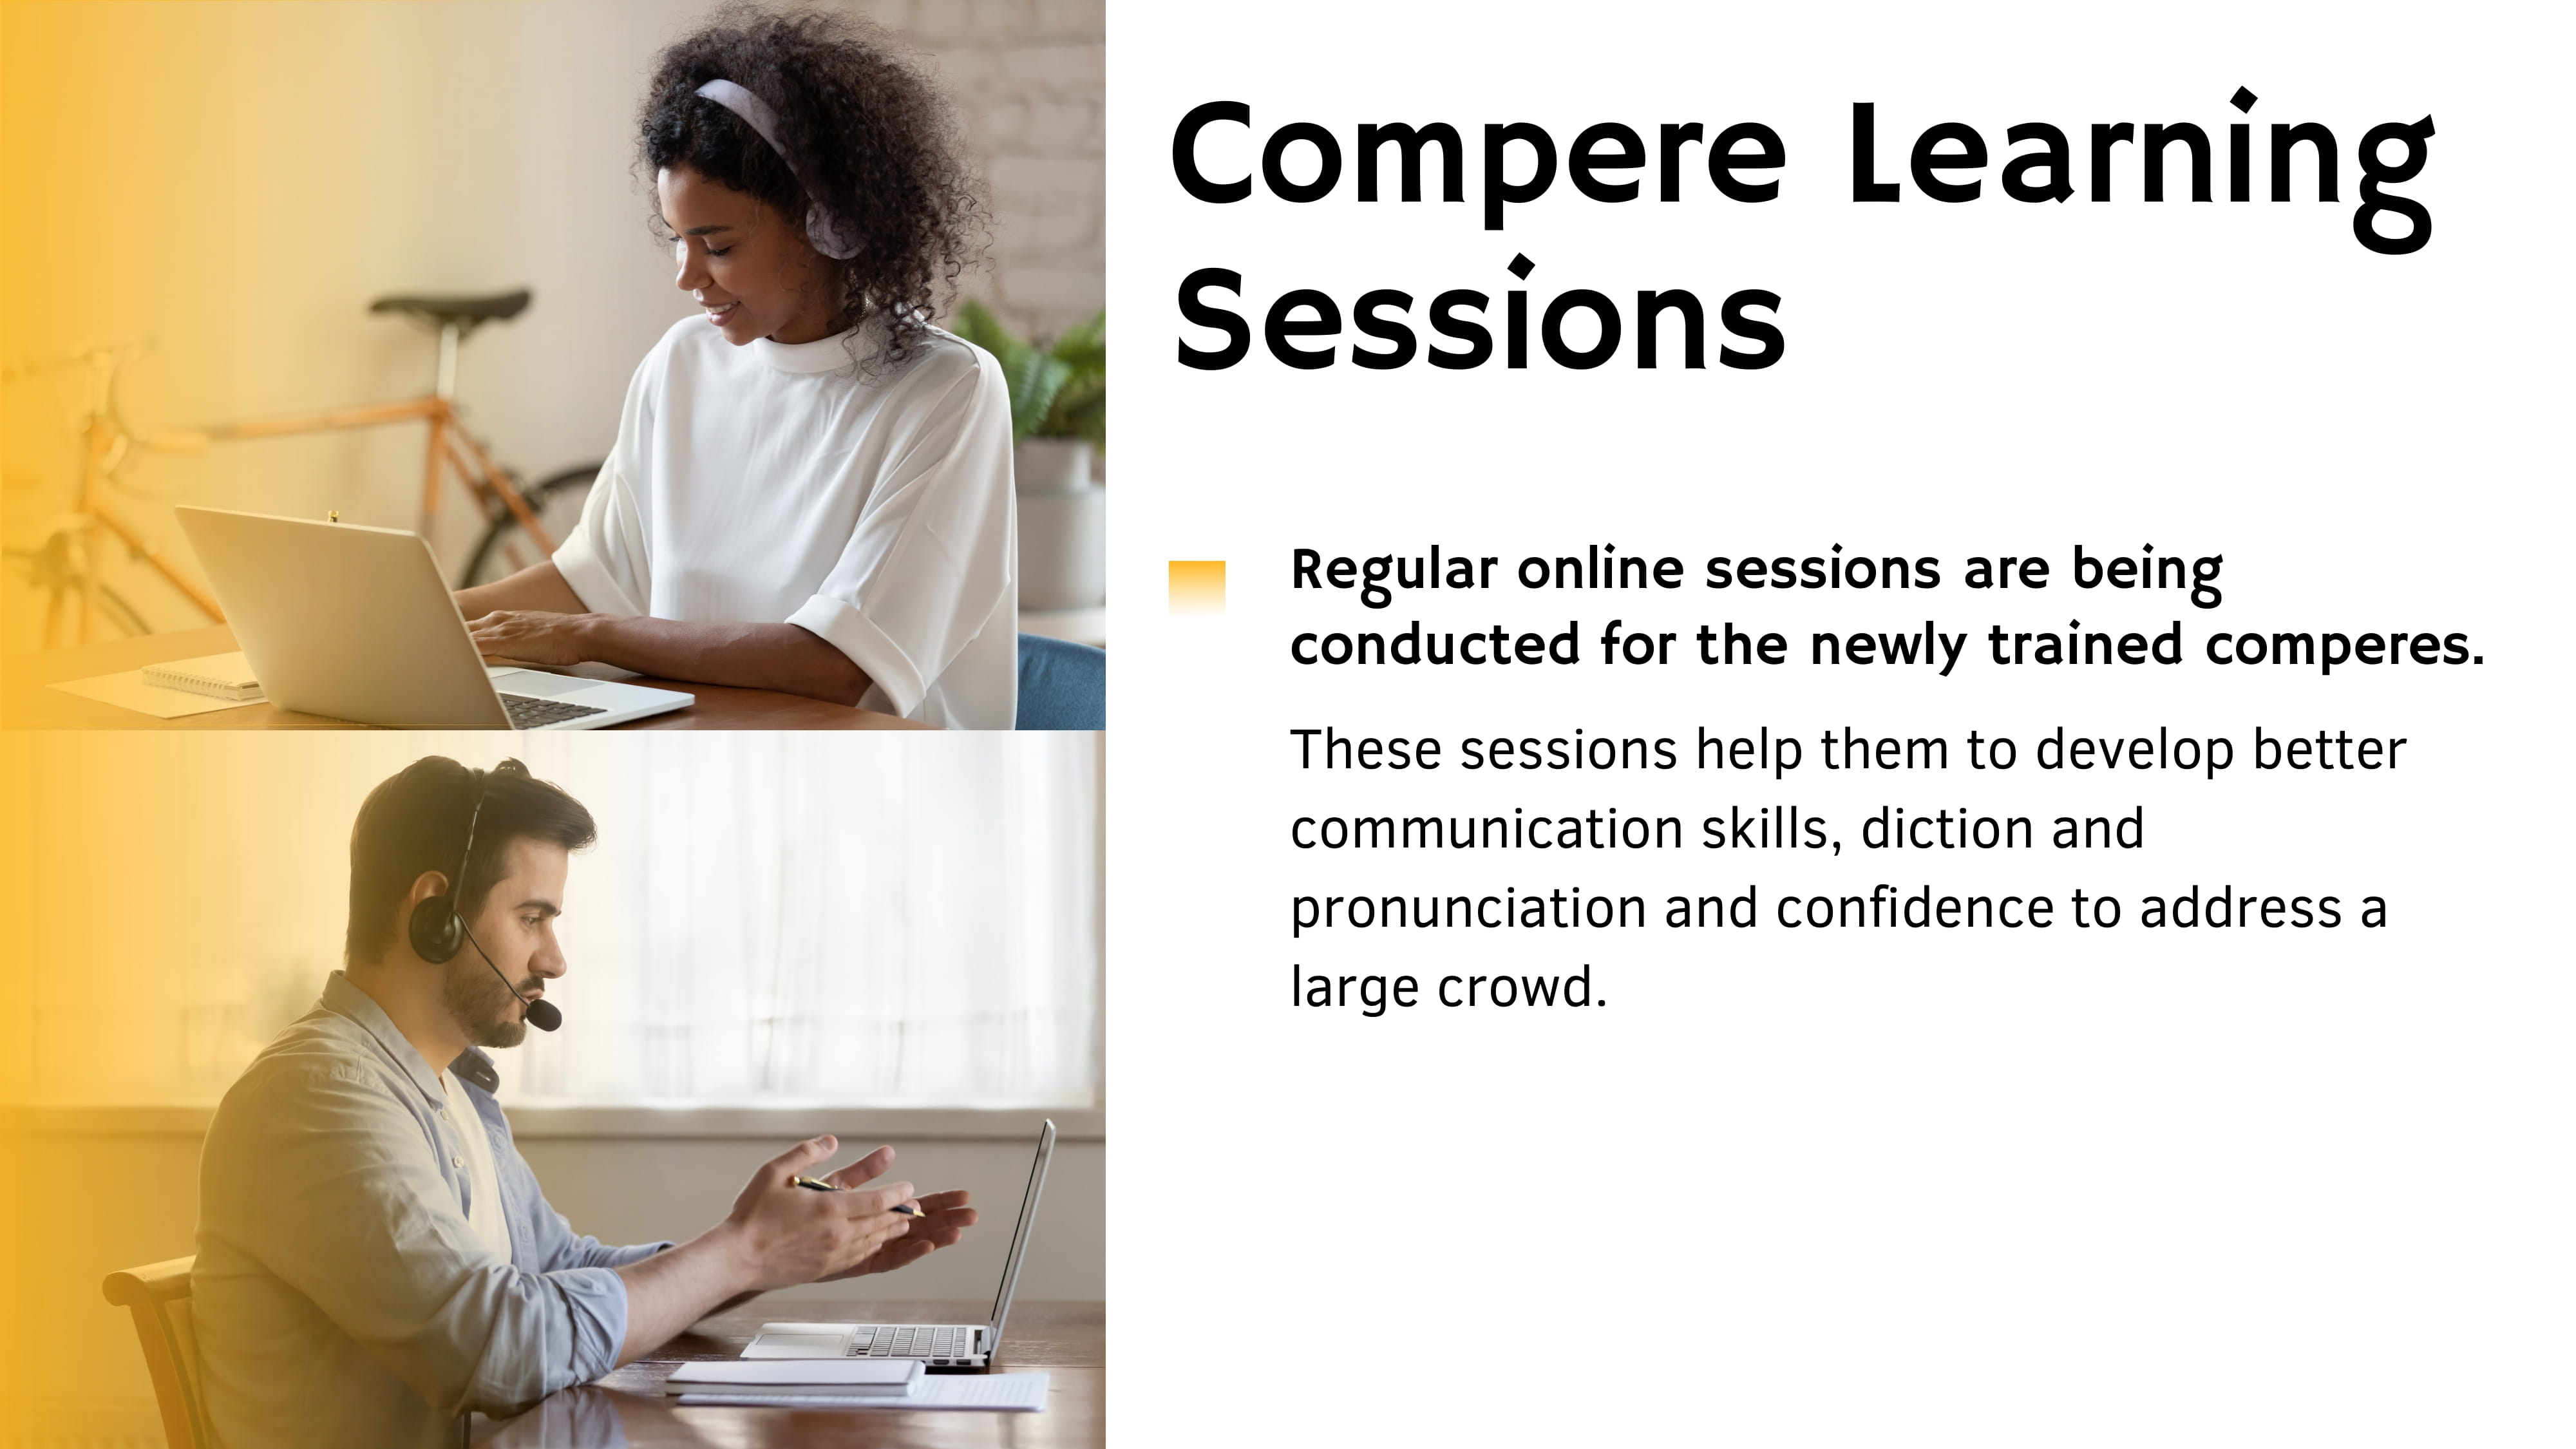 Compere Learning
Sessions
Regular online sessions are being
conducted for the newly trained comperes.
These sessions help them to develop better
communication skills, diction and
pronunciation and confidence to address a
large crowd.